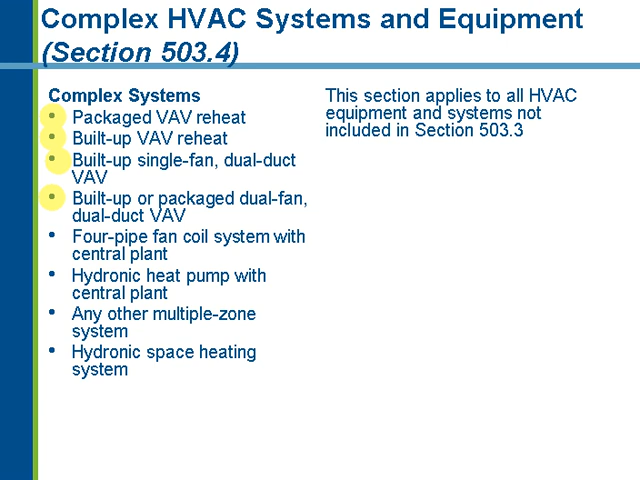 Complex HVAC Systems and Equipment
(Section 503.4)
Complex Systems
• Packaged VAV reheat
• Built-up VAV reheat
• Built-up single-fan, dual-duct
VAV
• Built-up or packaged dual-fan,
dual-duct VAV
• Four-pipe fan coil system with
central plant
• Hydronic heat pump with
central plant
• Any other multiple-zone
system
• Hydronic space heating
system
This section applies to all HVAC
equipment and systems not
included in Section 503.3